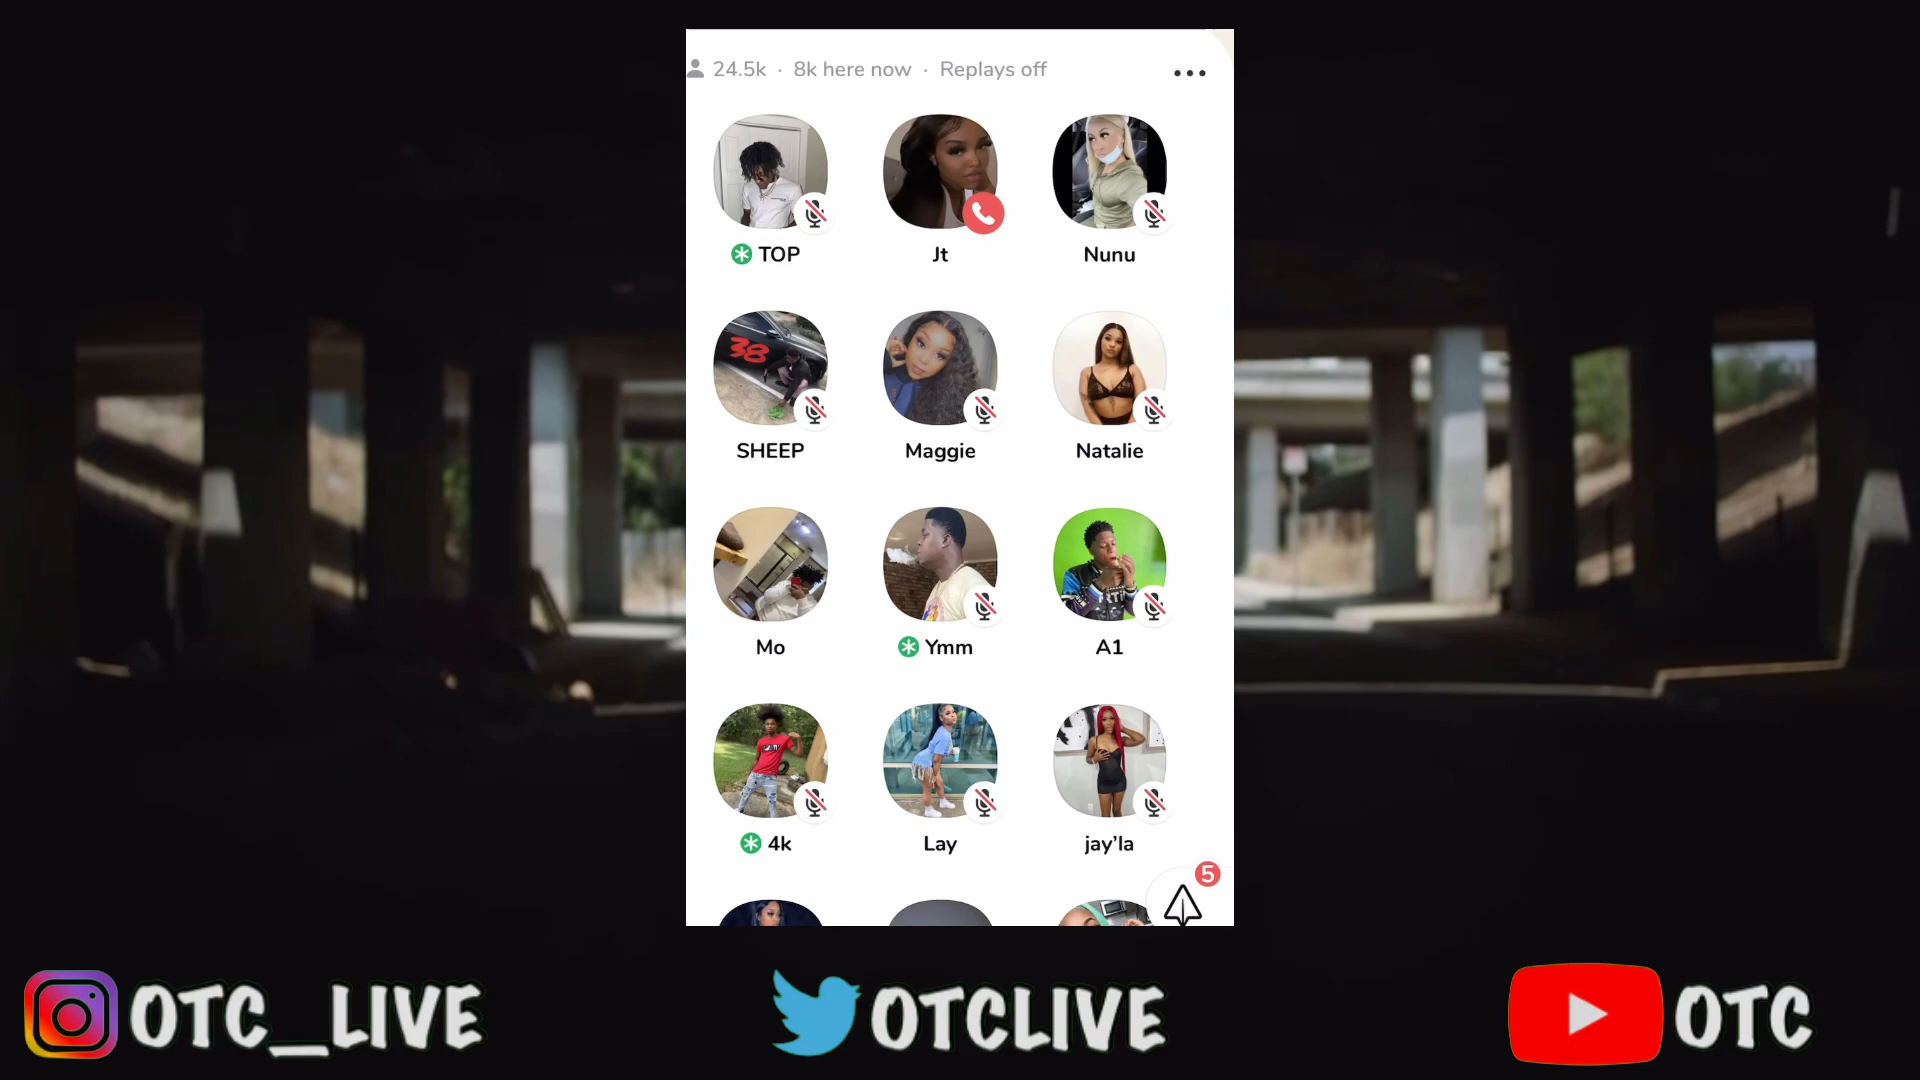 24.5k · 8k here now · Replays off
TOP
Jt
Nunu
38
SHEEP
Maggie
Natalie
Mo
Ymm
A1
4k
Lay
jay'la
5
OTC_LIVE
OTCLIVE
OTC